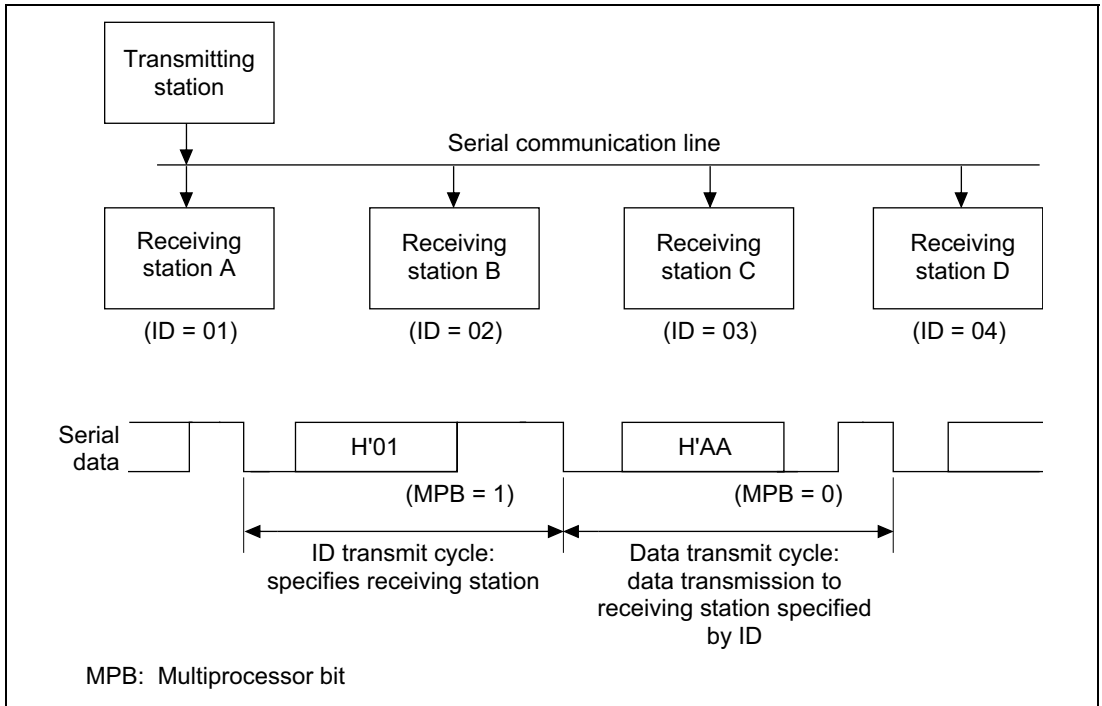 Transmitting
station
Serial communication line
Receiving
station A
Receiving
station B
Receiving
station C
Receiving
station D
(ID = 01)
(ID = 02)
(ID = 03)
(ID = 04)
Serial
data
H'01
H'AA
(MPB = 1)
(MPB = 0)
ID transmit cycle:
specifies receiving station
Data transmit cycle:
data transmission to
receiving station specified
by ID
MPB: Multiprocessor bit